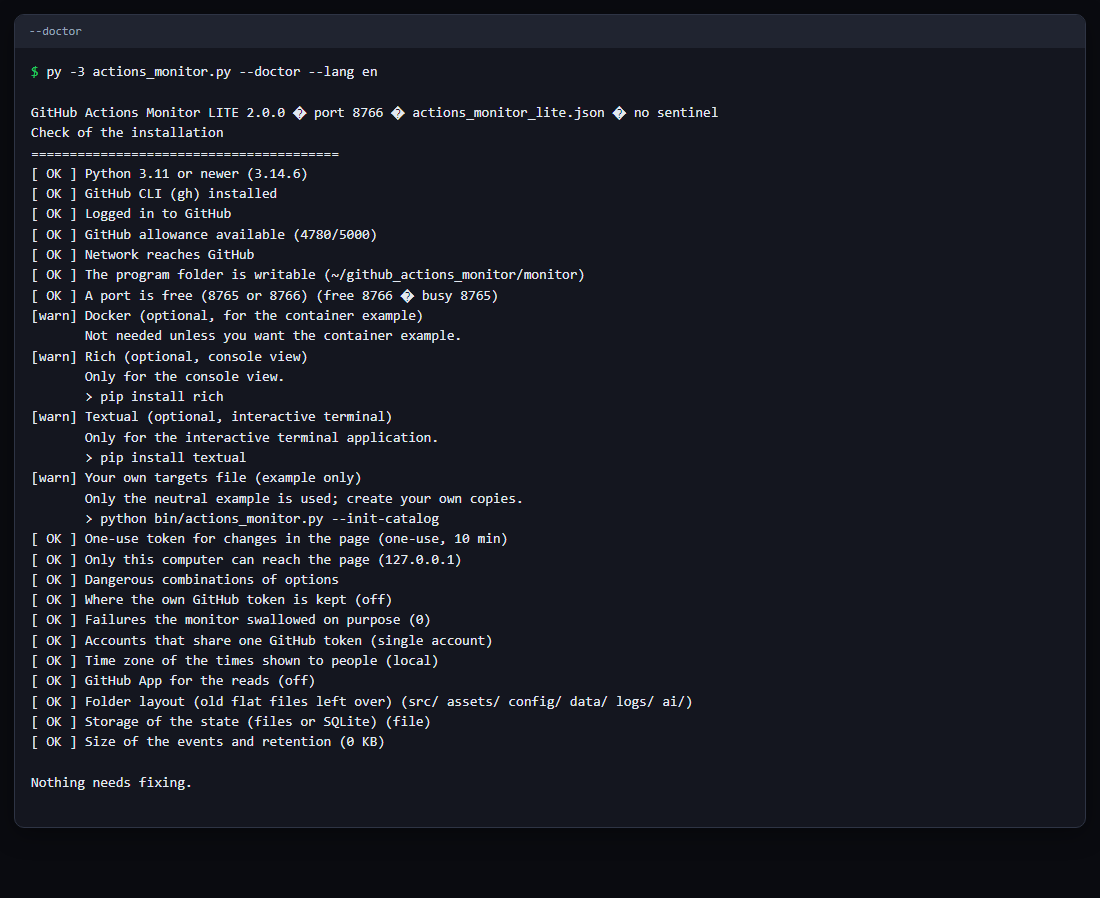 --doctor
$ py -3 actions_monitor.py --doctor --lang en
GitHub Actions Monitor LITE 2.0.0 � port 8766 � actions_monitor_lite.json � no sentinel
Check of the installation
========================================
[ OK ] Python 3.11 or newer (3.14.6)
[ OK ] GitHub CLI (gh) installed
[ OK ] Logged in to GitHub
[ OK ] GitHub allowance available (4780/5000)
[ OK ] Network reaches GitHub
[ OK ] The program folder is writable (~/github_actions_monitor/monitor)
[ OK ] A port is free (8765 or 8766) (free 8766 � busy 8765)
[warn] Docker (optional, for the container example)
Not needed unless you want the container example.
[warn] Rich (optional, console view)
Only for the console view.
> pip install rich
[warn] Textual (optional, interactive terminal)
Only for the interactive terminal application.
> pip install textual
[warn] Your own targets file (example only)
Only the neutral example is used; create your own copies.
> python bin/actions_monitor.py --init-catalog
[ OK ] One-use token for changes in the page (one-use, 10 min)
[ OK ] Only this computer can reach the page (127.0.0.1)
[ OK ] Dangerous combinations of options
[ OK ] Where the own GitHub token is kept (off)
[ OK ] Failures the monitor swallowed on purpose (0)
[ OK ] Accounts that share one GitHub token (single account)
[ OK ] Time zone of the times shown to people (local)
[ OK ] GitHub App for the reads (off)
[ OK ] Folder layout (old flat files left over) (src/ assets/ config/ data/ logs/ ai/)
[ OK ] Storage of the state (files or SQLite) (file)
[ OK ] Size of the events and retention (0 KB)
Nothing needs fixing.